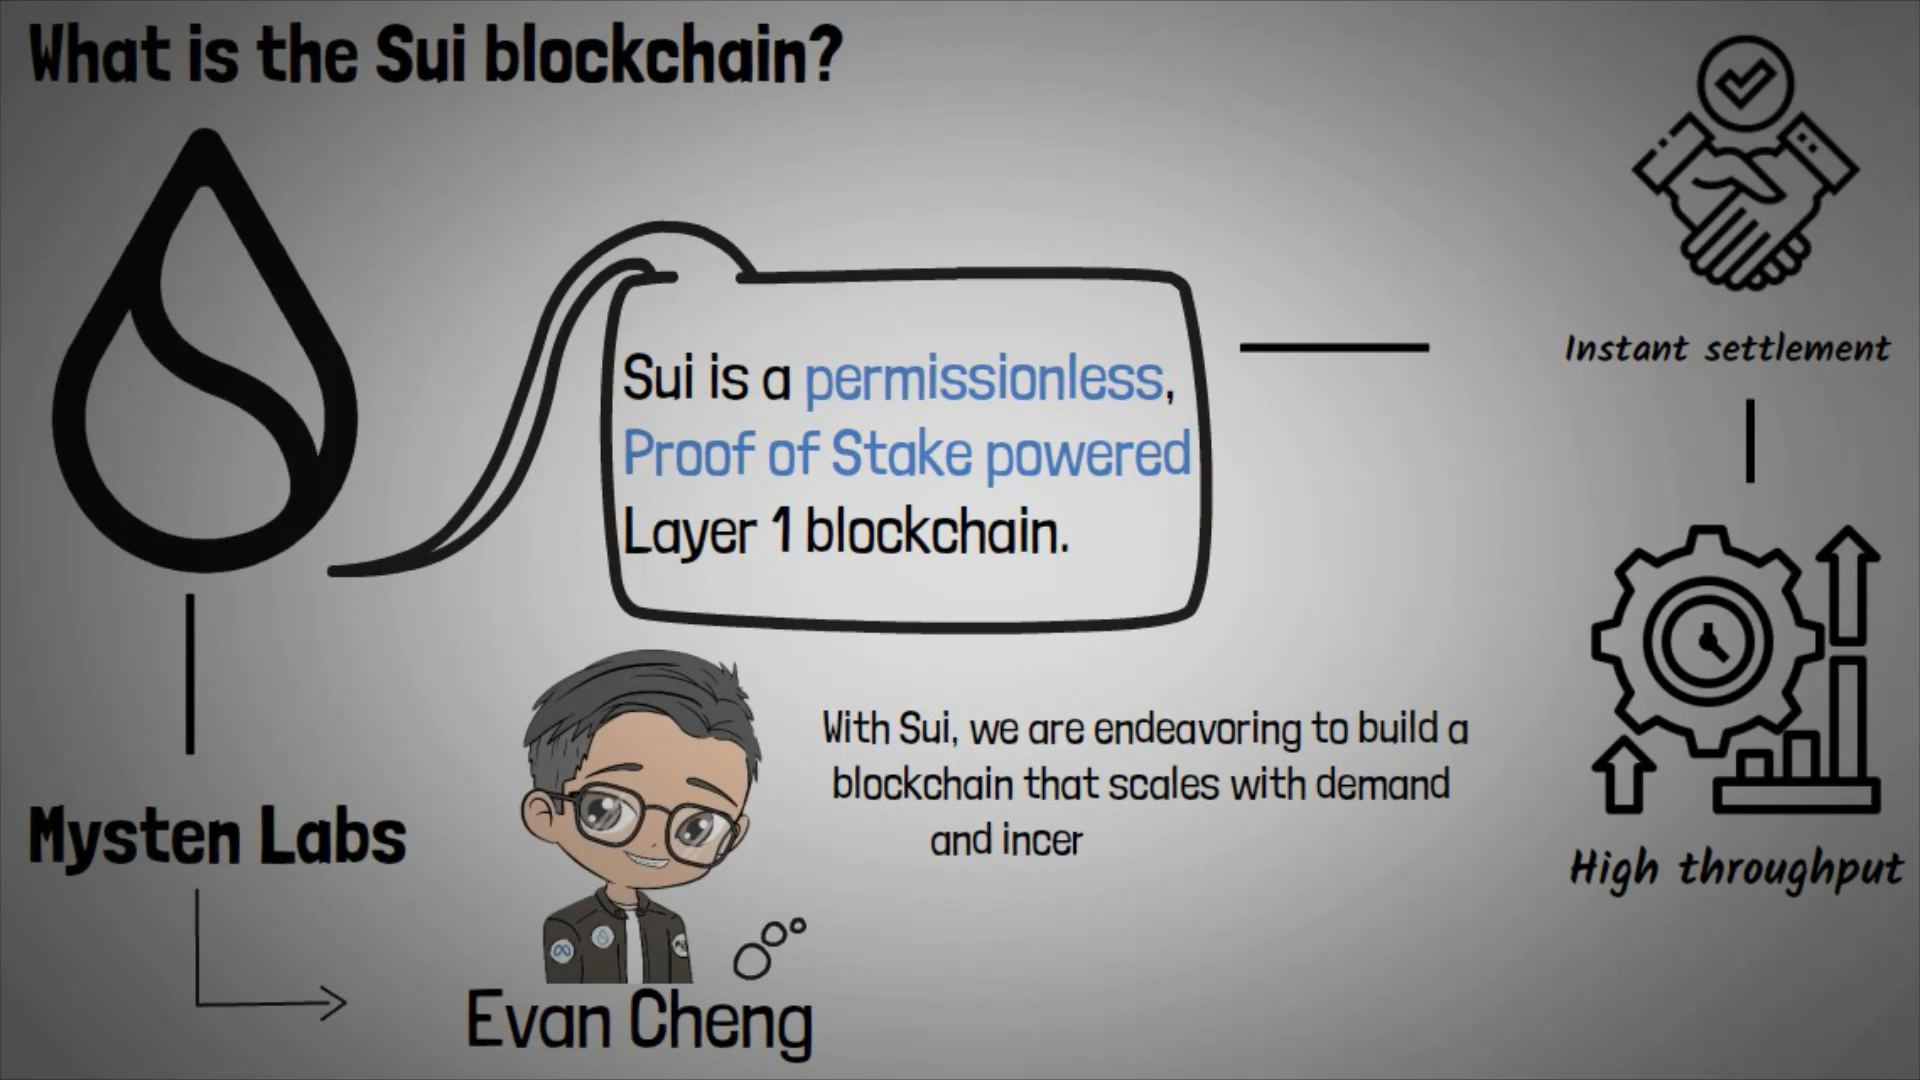 What is the Sui blockchain?
Sui is a permissionless,
Proof of Stake powered
Layer 1 blockchain.
Instant settlement
High throughput
Mysten Labs
Evan Cheng
With Sui, we are endeavoring to build a
blockchain that scales with demand
and incer